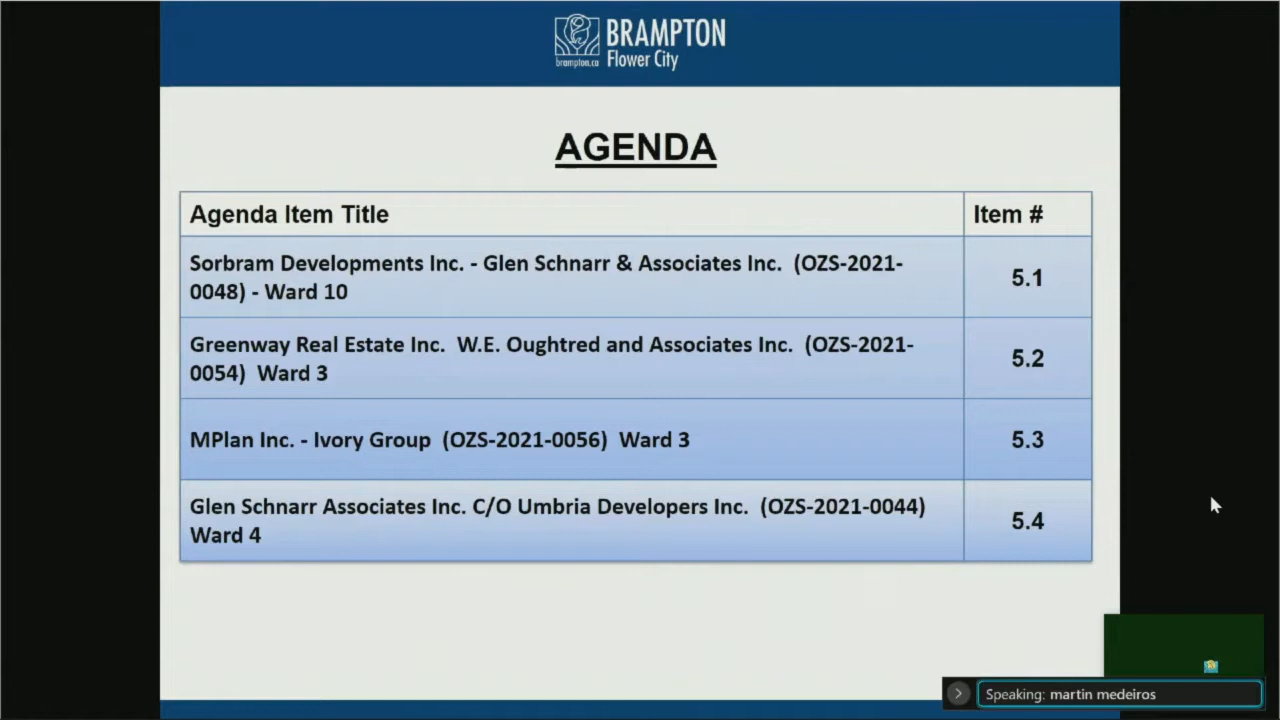 BRAMPTON
brampton.ca
Flower City
AGENDA
Agenda Item Title
Item #
Sorbram Developments Inc. - Glen Schnarr & Associates Inc. (OZS-2021-
0048) - Ward 10
5.1
Greenway Real Estate Inc. W.E. Oughtred and Associates Inc. (OZS-2021-
0054) Ward 3
5.2
MPlan Inc. - Ivory Group (OZS-2021-0056) Ward 3
5.3
Glen Schnarr Associates Inc. C/O Umbria Developers Inc. (OZS-2021-0044)
Ward 4
5.4
Speaking: martin medeiros